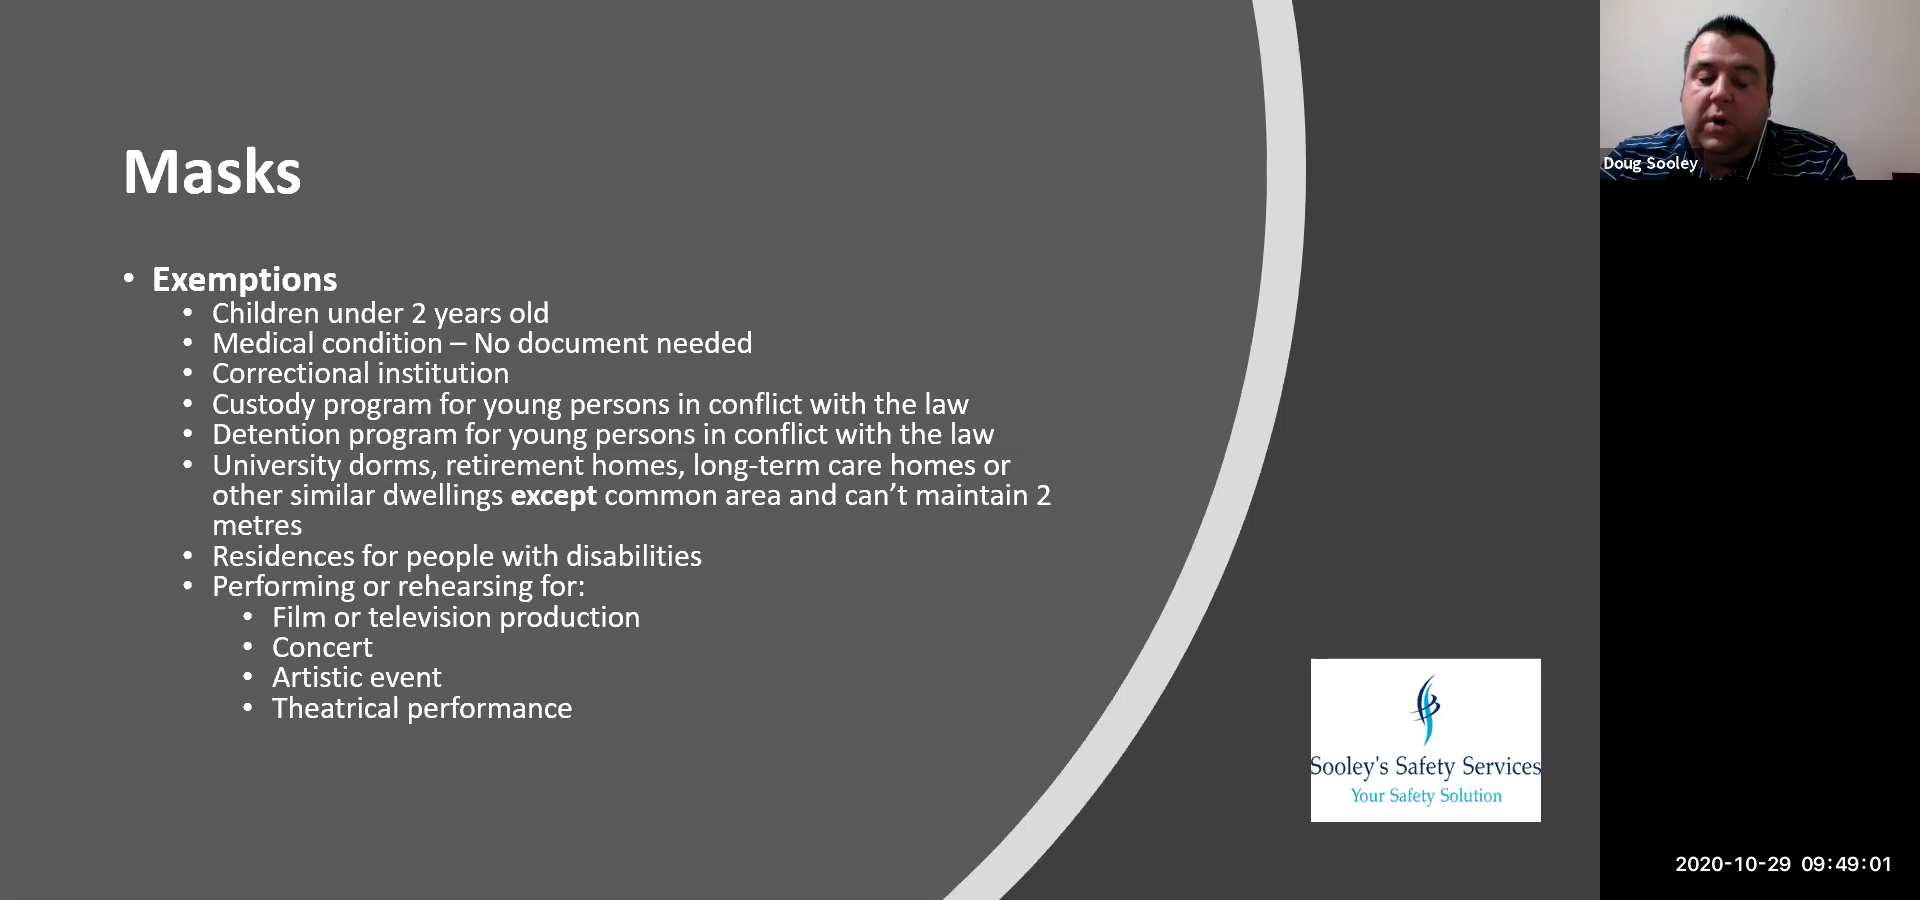 Masks
• Exemptions
• Children under 2 years old
• Medical condition – No document needed
• Correctional institution
• Custody program for young persons in conflict with the law
• Detention program for young persons in conflict with the law
• University dorms, retirement homes, long-term care homes or
other similar dwellings except common area and can’t maintain 2
metres
• Residences for people with disabilities
• Performing or rehearsing for:
• Film or television production
• Concert
• Artistic event
• Theatrical performance
Sooley's Safety Services
Your Safety Solution
Doug Sooley
2020-10-29 09:49:01